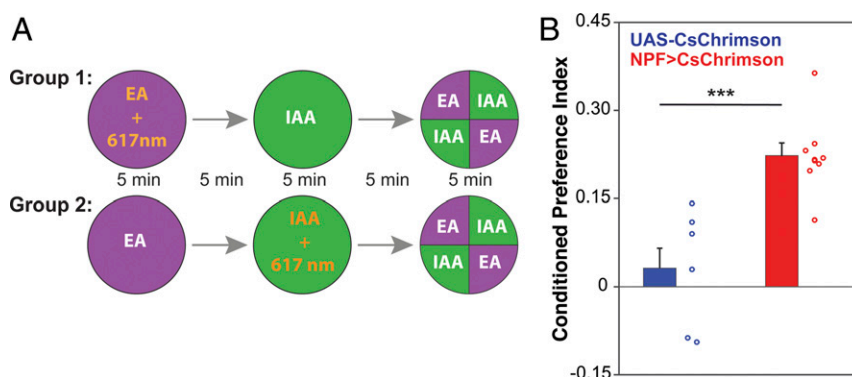 A
Group 1:
EA
+
617nm
IAA
EA
IAA
IAA
EA
5 min
5 min
5 min
5 min
5 min
Group 2:
EA
IAA
+
617 nm
EA
IAA
IAA
EA
B
Conditioned Preference Index
0.45
0.30
0.15
0
-0.15
UAS-CsChrimson
NPF>CsChrimson
***